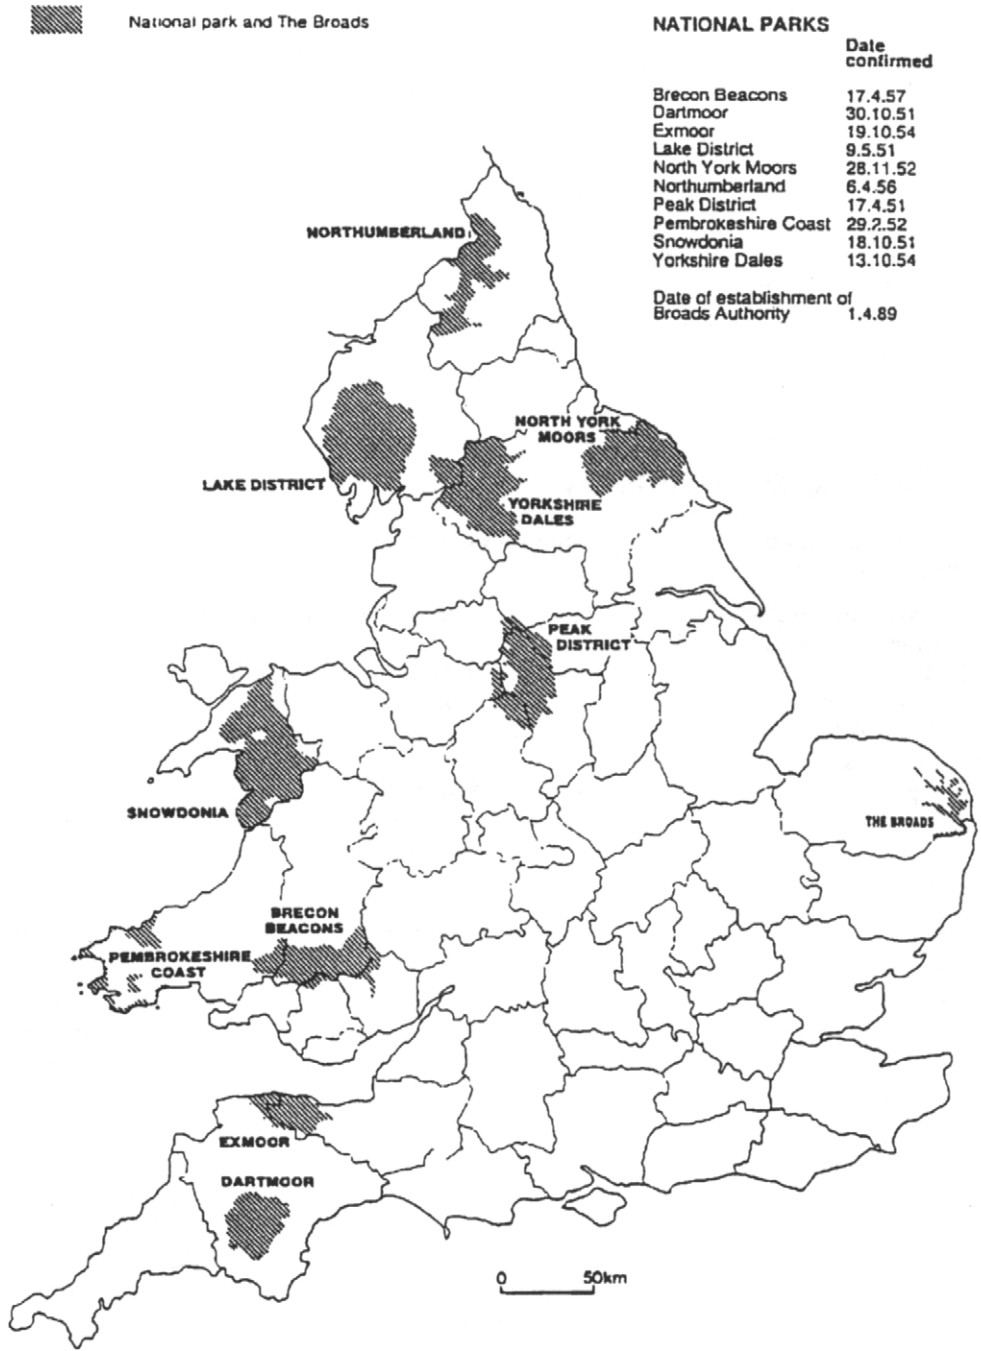 National park and The Broads
NATIONAL PARKS
Date
confirmed
Brecon Beacons 17.4.57
Dartmoor 30.10.51
Exmoor 19.10.54
Lake District 9.5.51
North York Moors 28.11.52
Northumberland 6.4.56
Peak District 17.4.51
Pembrokeshire Coast 29.2.52
Snowdonia 18.10.51
Yorkshire Dales 13.10.54
Date of establishment of
Broads Authority 1.4.89
NORTHUMBERLAND
NORTH YORK
MOORS
LAKE DISTRICT
YORKSHIRE
DALES
PEAK
DISTRICT
SNOWDONIA
THE BROADS
BRECON
BEACONS
PEMBROKESHIRE
COAST
EXMOOR
DARTMOOR
0 50km